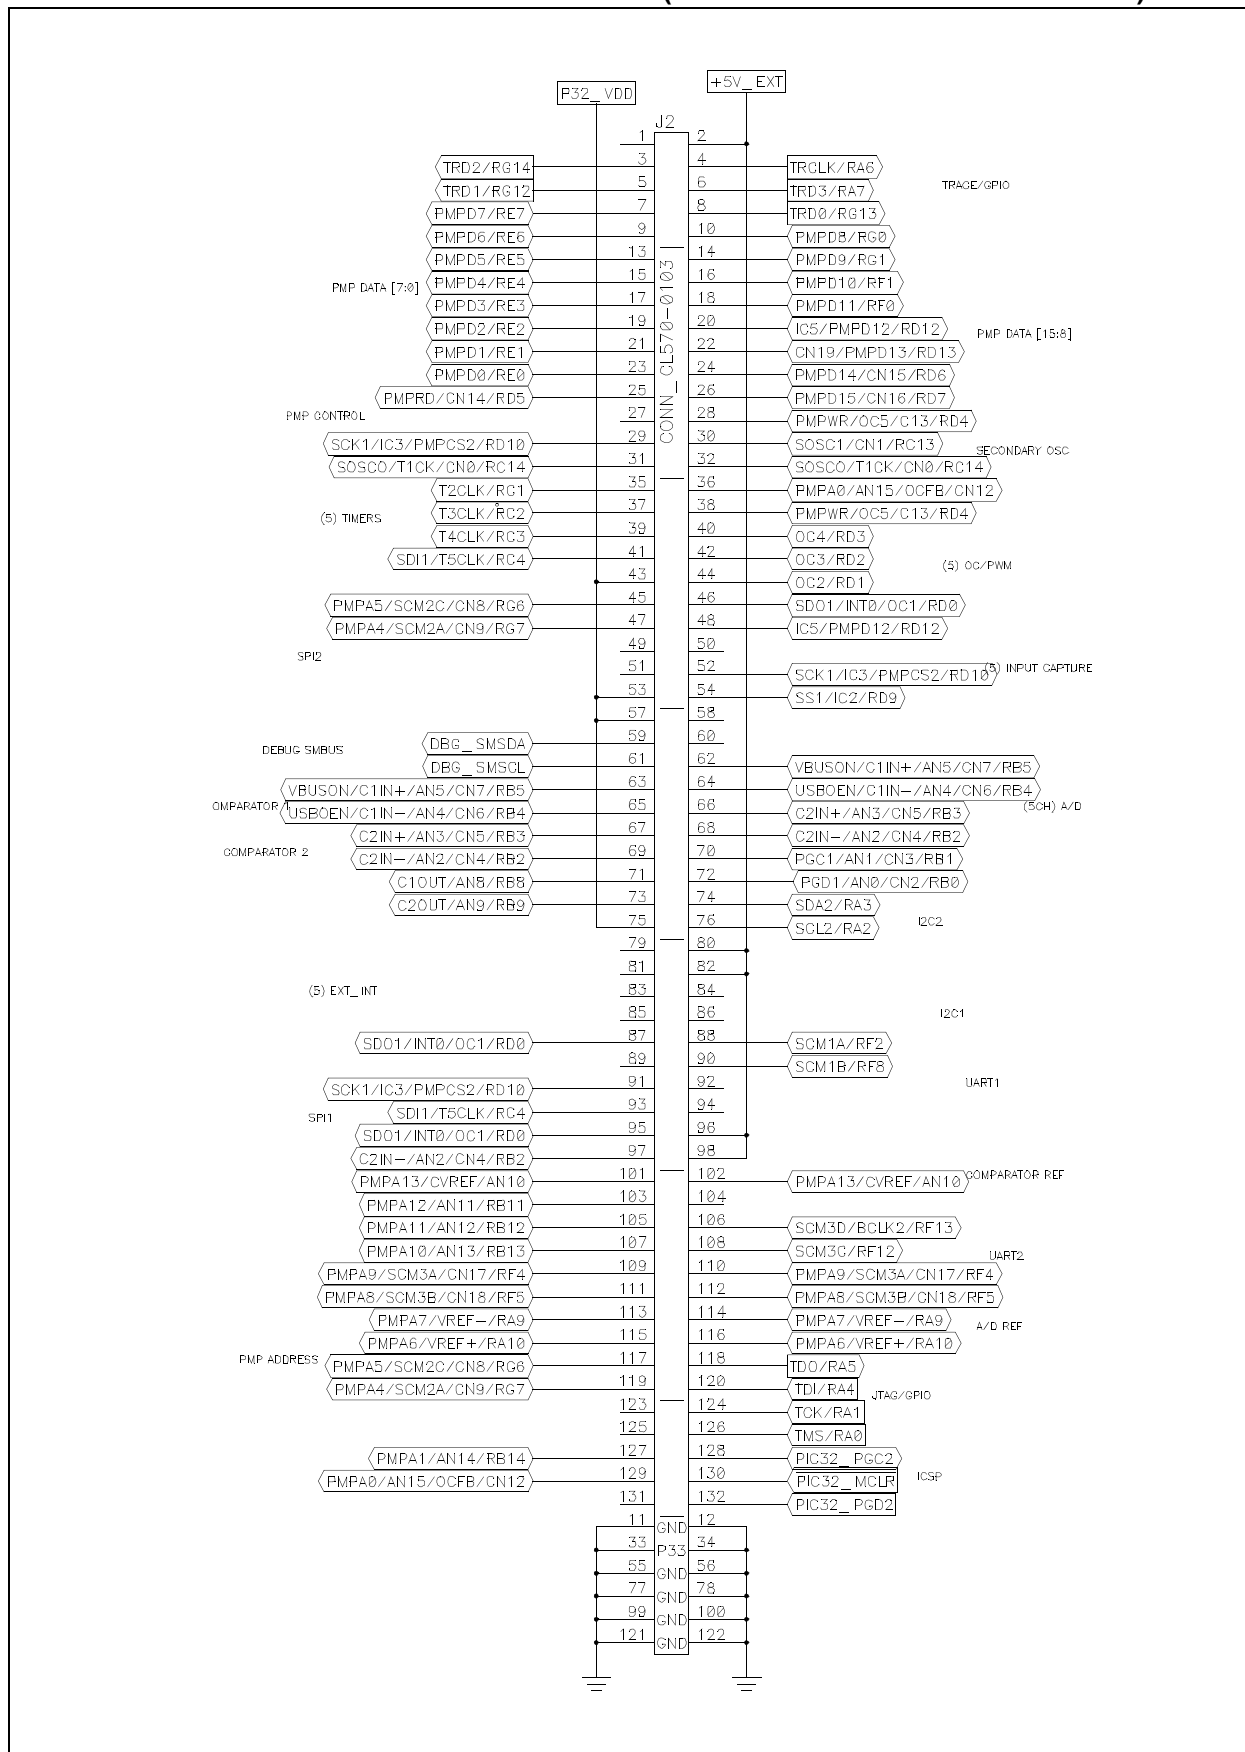 +5V_EXT
P32_VDD
J2
1 2
TRD2/RG14 3 4 TRCLK/RA6
TRD1/RG12 5 6 TRD3/RA7 TRACE/GPIO
PMPD7/RE7 7 8 TRD0/RG13
PMPD6/RE6 9 10 PMPD8/RG0
PMPD5/RE5 13 14 PMPD9/RG1
PMP DATA [7:0] PMPD4/RE4 15 16 PMPD10/RF1
CONN_CL570-0103
PMPD3/RE3 17 18 PMPD11/RF0
PMPD2/RE2 19 20 IC5/PMPD12/RD12 PMP DATA [15:8]
PMPD1/RE1 21 22 CN19/PMPD13/RD13
PMPD0/RE0 23 24 PMPD14/CN15/RD6
PMPRD/CN14/RD5 25 26 PMPD15/CN16/RD7
PMP CONTROL 27 28 PMPWR/OC5/C13/RD4
SCK1/IC3/PMPCS2/RD10 29 30 SOSC1/CN1/RC13 SECONDARY OSC
SOSCO/T1CK/CN0/RC14 31 32 SOSCO/T1CK/CN0/RC14
T2CLK/RC1 35 36 PMPA0/AN15/OCFB/CN12
(5) TIMERS T3CLK/RC2 37 38 PMPWR/OC5/C13/RD4
T4CLK/RC3 39 40 OC4/RD3
SDI1/T5CLK/RC4 41 42 OC3/RD2 (5) OC/PWM
43 44 OC2/RD1
PMPA5/SCM2C/CN8/RG6 45 46 SDO1/INT0/OC1/RD0
PMPA4/SCM2A/CN9/RG7 47 48 IC5/PMPD12/RD12
SPI2 49 50
51 52 SCK1/IC3/PMPCS2/RD10 (5) INPUT CAPTURE
53 54 SS1/IC2/RD9
57 58
DEBUG SMBUS DBG_SMSDA 59 60
DBG_SMSCL 61 62 VBUSON/C1IN+/AN5/CN7/RB5
VBUSON/C1IN+/AN5/CN7/RB5 63 64 USBOEN/C1IN-/AN4/CN6/RB4
OMPARATOR 1 USBOEN/C1IN-/AN4/CN6/RB4 65 66 C2IN+/AN3/CN5/RB3 (5CH) A/D
C2IN+/AN3/CN5/RB3 67 68 C2IN-/AN2/CN4/RB2
COMPARATOR 2 C2IN-/AN2/CN4/RB2 69 70 PGC1/AN1/CN3/RB1
C1OUT/AN8/RB8 71 72 PGD1/AN0/CN2/RB0
C2OUT/AN9/RB9 73 74 SDA2/RA3
75 76 SCL2/RA2 I2C2
79 80
81 82
(5) EXT_INT 83 84
85 86 I2C1
SDO1/INT0/OC1/RD0 87 88 SCM1A/RF2
89 90 SCM1B/RF8
SCK1/IC3/PMPCS2/RD10 91 92 UART1
SPI1 SDI1/T5CLK/RC4 93 94
SDO1/INT0/OC1/RD0 95 96
C2IN-/AN2/CN4/RB2 97 98
PMPA13/CVREF/AN10 101 102 PMPA13/CVREF/AN10 COMPARATOR REF
PMPA12/AN11/RB11 103 104
PMPA11/AN12/RB12 105 106 SCM3D/BCLK2/RF13
PMPA10/AN13/RB13 107 108 SCM3C/RF12 UART2
PMPA9/SCM3A/CN17/RF4 109 110 PMPA9/SCM3A/CN17/RF4
PMPA8/SCM3B/CN18/RF5 111 112 PMPA8/SCM3B/CN18/RF5
PMPA7/VREF-/RA9 113 114 PMPA7/VREF-/RA9 A/D REF
PMPA6/VREF+/RA10 115 116 PMPA6/VREF+/RA10
PMP ADDRESS PMPA5/SCM2C/CN8/RG6 117 118 TDO/RA5
PMPA4/SCM2A/CN9/RG7 119 120 TDI/RA4 JTAG/GPIO
123 124 TCK/RA1
125 126 TMS/RA0
PMPA1/AN14/RB14 127 128 PIC32_PGC2
PMPA0/AN15/OCFB/CN12 129 130 PIC32_MCLR ICSP
131 132 PIC32_PGD2
11 GND 12
33 P33 34
55 GND 56
77 GND 78
99 GND 100
121 GND 122